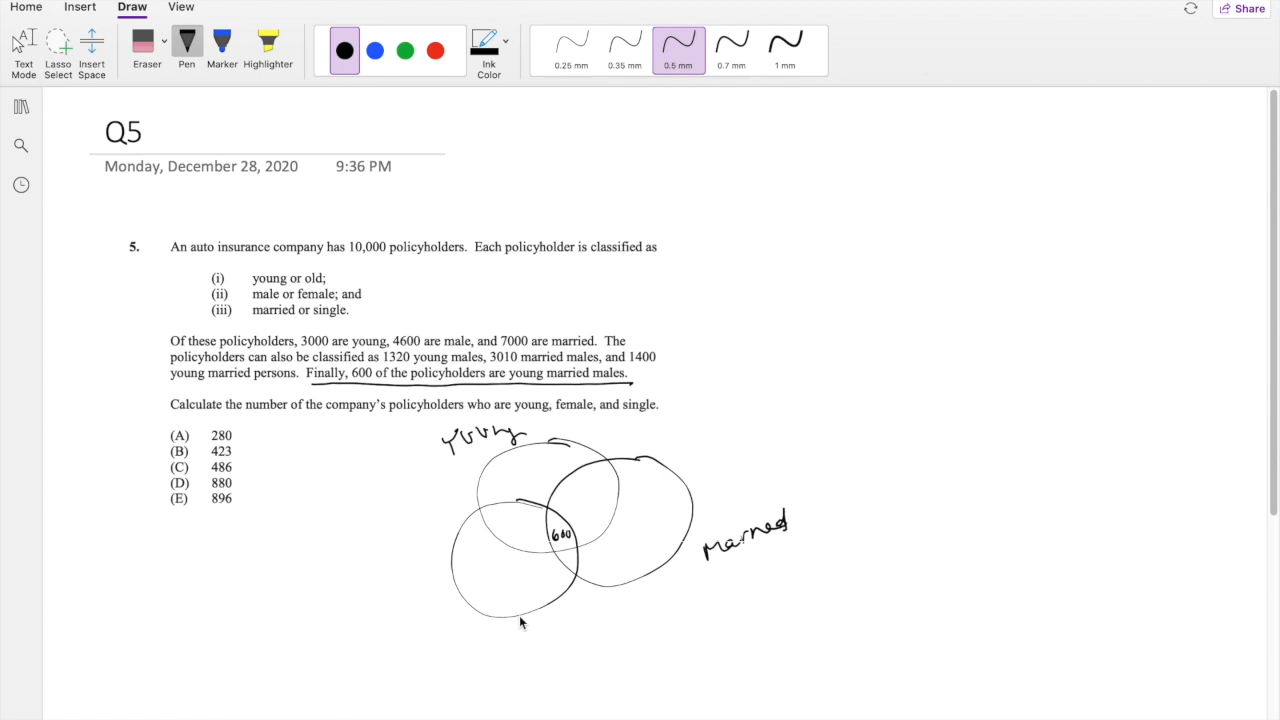 Home Insert Draw View
Share
Text Mode
Lasso Select
Insert Space
Eraser
Pen
Marker
Highlighter
Ink Color
0.25 mm
0.35 mm
0.5 mm
0.7 mm
1 mm
Q5
Monday, December 28, 2020 9:36 PM
5. An auto insurance company has 10,000 policyholders. Each policyholder is classified as
(i) young or old;
(ii) male or female; and
(iii) married or single.
Of these policyholders, 3000 are young, 4600 are male, and 7000 are married. The
policyholders can also be classified as 1320 young males, 3010 married males, and 1400
young married persons. Finally, 600 of the policyholders are young married males.
Calculate the number of the company's policyholders who are young, female, and single.
(A) 280
(B) 423
(C) 486
(D) 880
(E) 896
Young
600
Married